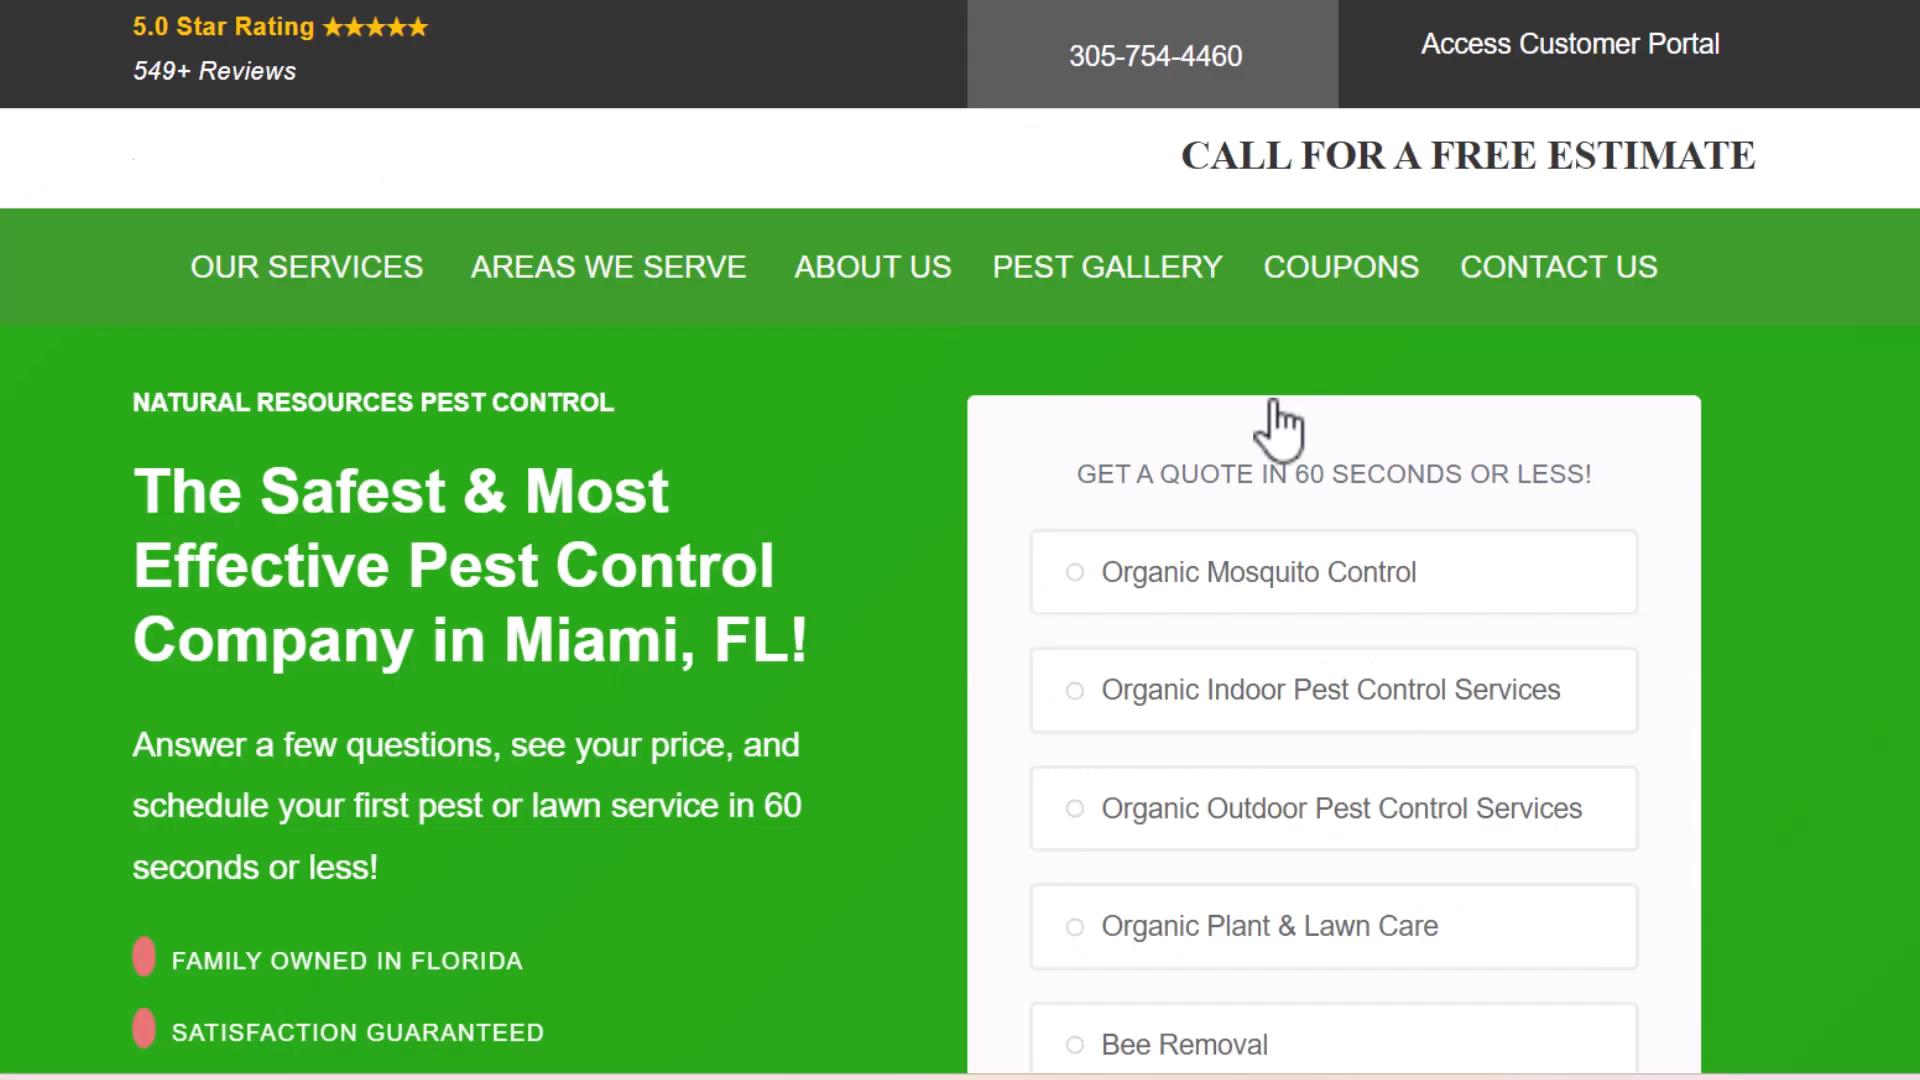 5.0 Star Rating ★★★★★
549+ Reviews
305-754-4460
Access Customer Portal
CALL FOR A FREE ESTIMATE
OUR SERVICES AREAS WE SERVE ABOUT US PEST GALLERY COUPONS CONTACT US
NATURAL RESOURCES PEST CONTROL
The Safest & Most
Effective Pest Control
Company in Miami, FL!
Answer a few questions, see your price, and
schedule your first pest or lawn service in 60
seconds or less!
FAMILY OWNED IN FLORIDA
SATISFACTION GUARANTEED
GET A QUOTE IN 60 SECONDS OR LESS!
Organic Mosquito Control
Organic Indoor Pest Control Services
Organic Outdoor Pest Control Services
Organic Plant & Lawn Care
Bee Removal